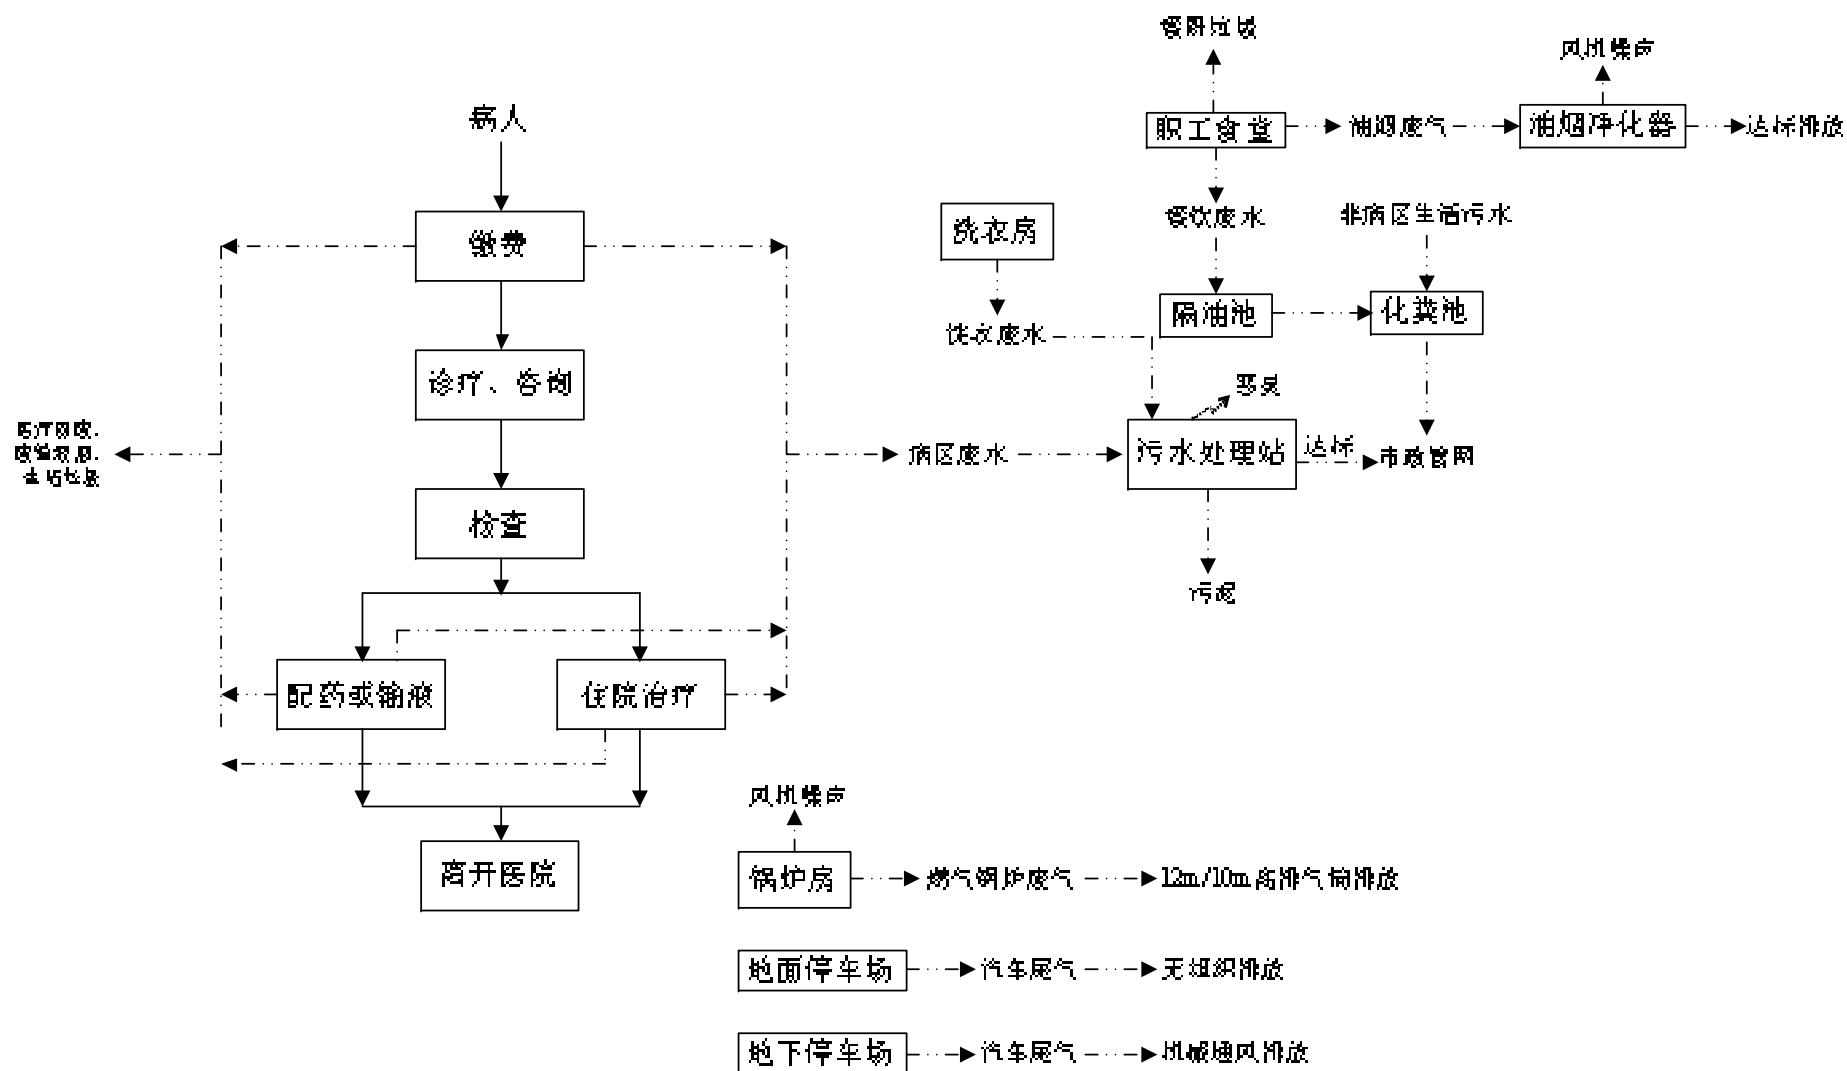 餐厨垃圾
风机噪声
病人
职工食堂
油烟废气
油烟净化器
达标排放
洗衣房
餐饮废水
非病区生活污水
缴费
隔油池
化粪池
洗衣废水
诊疗、咨询
恶臭
医疗固废、
废输液瓶、
生活垃圾
病区废水
污水处理站
达标
市政管网
检查
污泥
配药或输液
住院治疗
风机噪声
离开医院
锅炉房
燃气锅炉废气
12m/10m高排气筒排放
地面停车场
汽车尾气
无组织排放
地下停车场
汽车尾气
机械通风排放